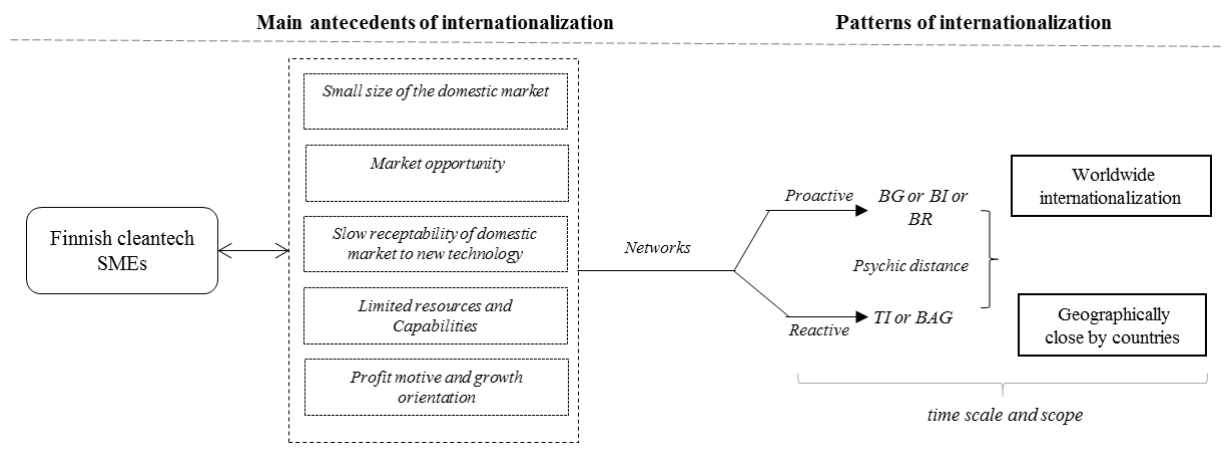 Main antecedents of internationalization
Patterns of internationalization
Small size of the domestic market
Market opportunity
Finnish cleantech
SMEs
Slow receptability of domestic
market to new technology
Limited resources and
Capabilities
Profit motive and growth
orientation
Networks
Proactive
BG or BI or
BR
Psychic distance
Reactive
TI or BAG
Worldwide
internationalization
Geographically
close by countries
time scale and scope